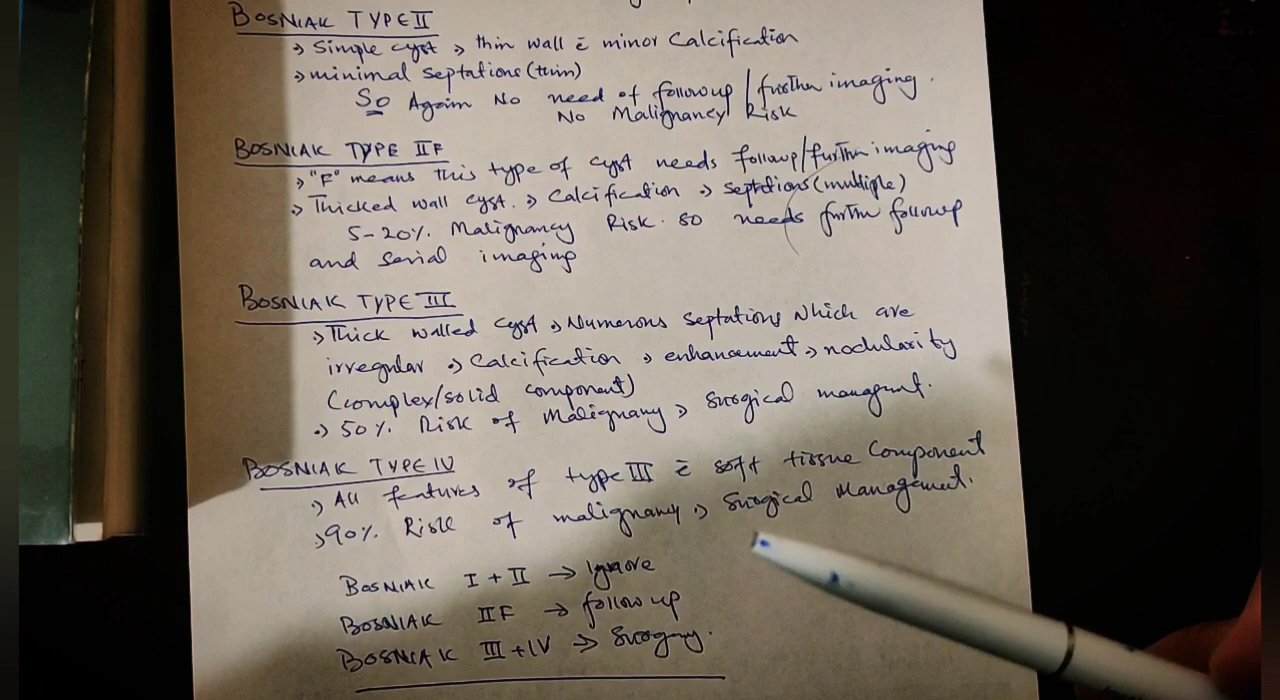 BOSNIAK TYPE II
→ Simple cyst → thin wall c̄ minor Calcification
→ minimal septations (thin)
So Again No need of followup / further imaging.
No Malignancy Risk
BOSNIAK TYPE IIF
→ "F" means this type of cyst needs followup/further imaging
→ Thicked wall cyst. → Calcification → septations (multiple)
5-20%. Malignancy Risk. so needs further followup
and serial imaging
BOSNIAK TYPE III
→ Thick walled cyst → Numerous septations which are
irregular → Calcification → enhancement → nodularity
(complex/solid component)
→ 50%. Risk of Malignany → Surgical managmt.
BOSNIAK TYPE IV
→ All features of type III c̄ soft tissue Component
→ 90%. Risk of malignany → Surgical Management.
BOSNIAK I + II → Ignore
BOSNIAK IIF → follow up
BOSNIAK III + IV → Surgery.